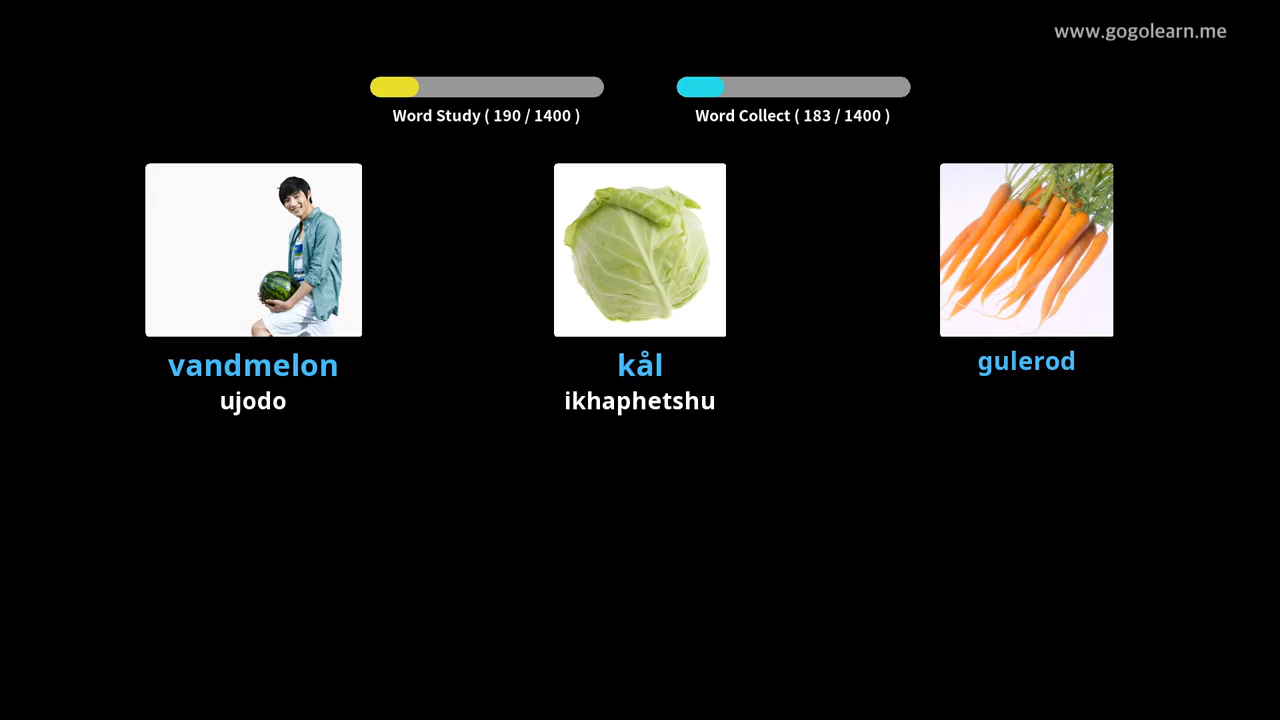 www.gogolearn.me
Word Study ( 190 / 1400 )
Word Collect ( 183 / 1400 )
vandmelon
ujodo
kål
ikhaphetshu
gulerod